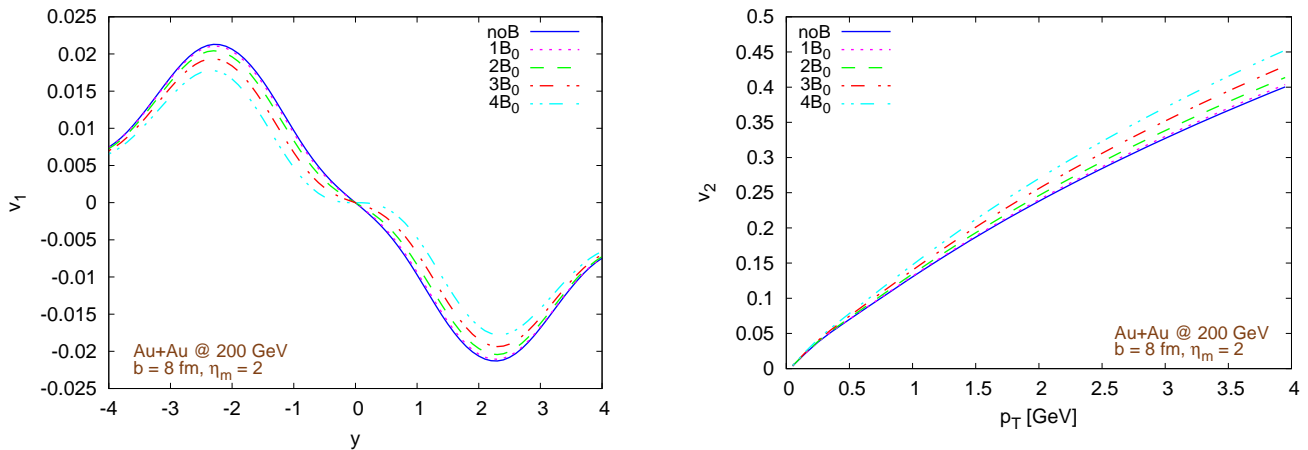 0.025
0.02
0.015
0.01
0.005
0
-0.005
-0.01
-0.015
-0.02
-0.025
v1
-4 -3 -2 -1 0 1 2 3 4
y
noB
1B0
2B0
3B0
4B0
Au+Au @ 200 GeV
b = 8 fm, ηm = 2
0.5
0.45
0.4
0.35
0.3
0.25
0.2
0.15
0.1
0.05
0
v2
0 0.5 1 1.5 2 2.5 3 3.5 4
pT [GeV]
noB
1B0
2B0
3B0
4B0
Au+Au @ 200 GeV
b = 8 fm, ηm = 2